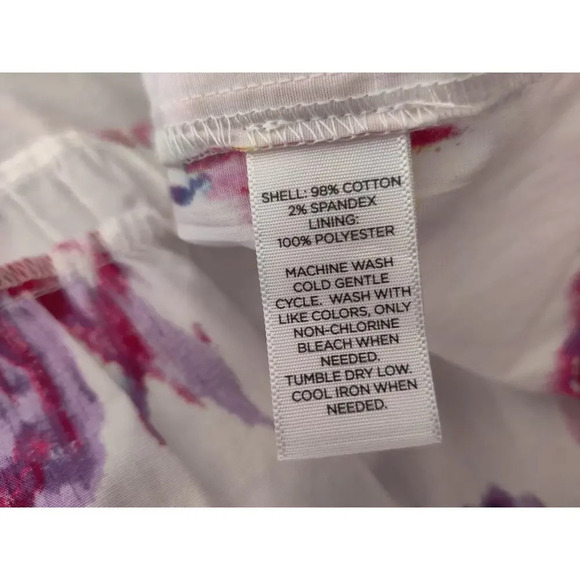 SHELL: 98% COTTON
2% SPANDEX
LINING:
100% POLYESTER
MACHINE WASH
COLD GENTLE
CYCLE. WASH WITH
LIKE COLORS, ONLY
NON-CHLORINE
BLEACH WHEN
NEEDED.
TUMBLE DRY LOW.
COOL IRON WHEN
NEEDED.